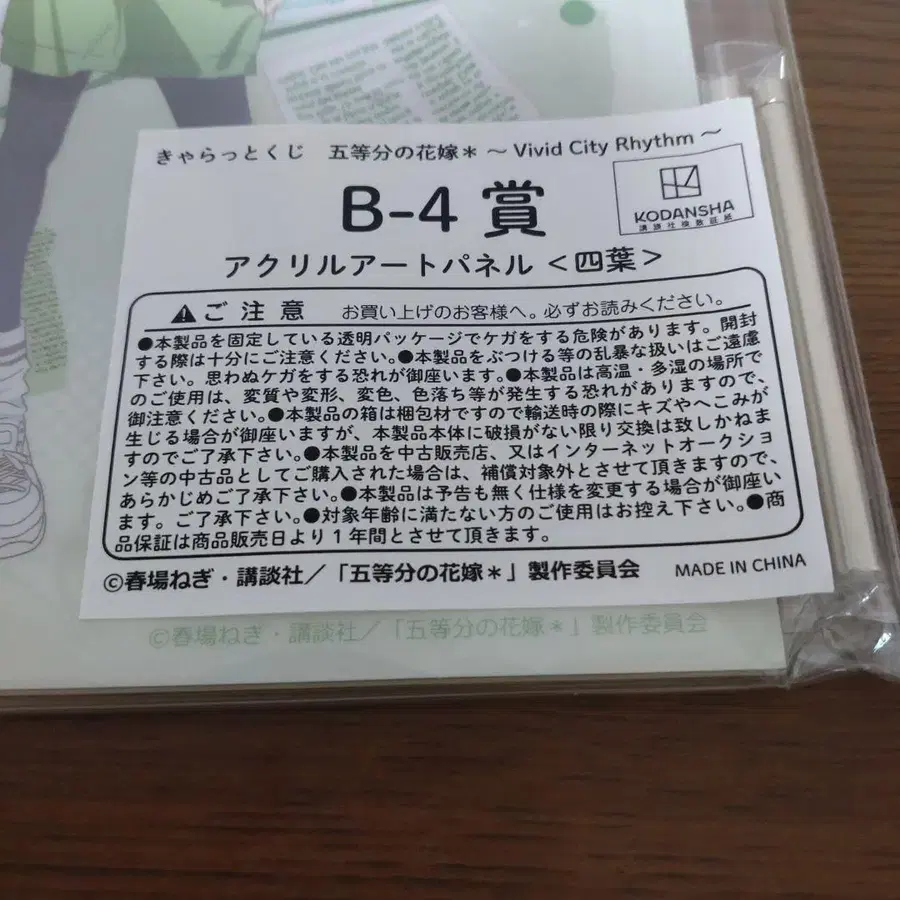 きゃらっとくじ 五等分の花嫁＊ ～ Vivid City Rhythm ～
B-4 賞
KODANSHA
講談社複数証紙
アクリルアートパネル ＜四葉＞
ご注意 お買い上げのお客様へ。必ずお読みください。
●本製品を固定している透明パッケージでケガをする危険があります。開封
する際は十分にご注意ください。●本製品をぶつける等の乱暴な扱いはご遠慮
下さい。思わぬケガをする恐れが御座います。●本製品は高温・多湿の場所で
のご使用は、変質や変形、変色、色落ち等が発生する恐れがありますので、
御注意ください。●本製品の箱は梱包材ですので輸送時の際にキズやへこみが
生じる場合が御座いますが、本製品本体に破損がない限り交換は致しかねま
すのでご了承下さい。●本製品を中古販売店、又はインターネットオークショ
ン等の中古品としてご購入された場合は、補償対象外とさせて頂きますので、
あらかじめご了承下さい。●本製品は予告も無く仕様を変更する場合が御座い
ます。ご了承下さい。●対象年齢に満たない方のご使用はお控え下さい。●商
品保証は商品販売日より１年間とさせて頂きます。
©春場ねぎ・講談社／「五等分の花嫁＊」製作委員会 MADE IN CHINA
©春場ねぎ・講談社／「五等分の花嫁＊」製作委員会